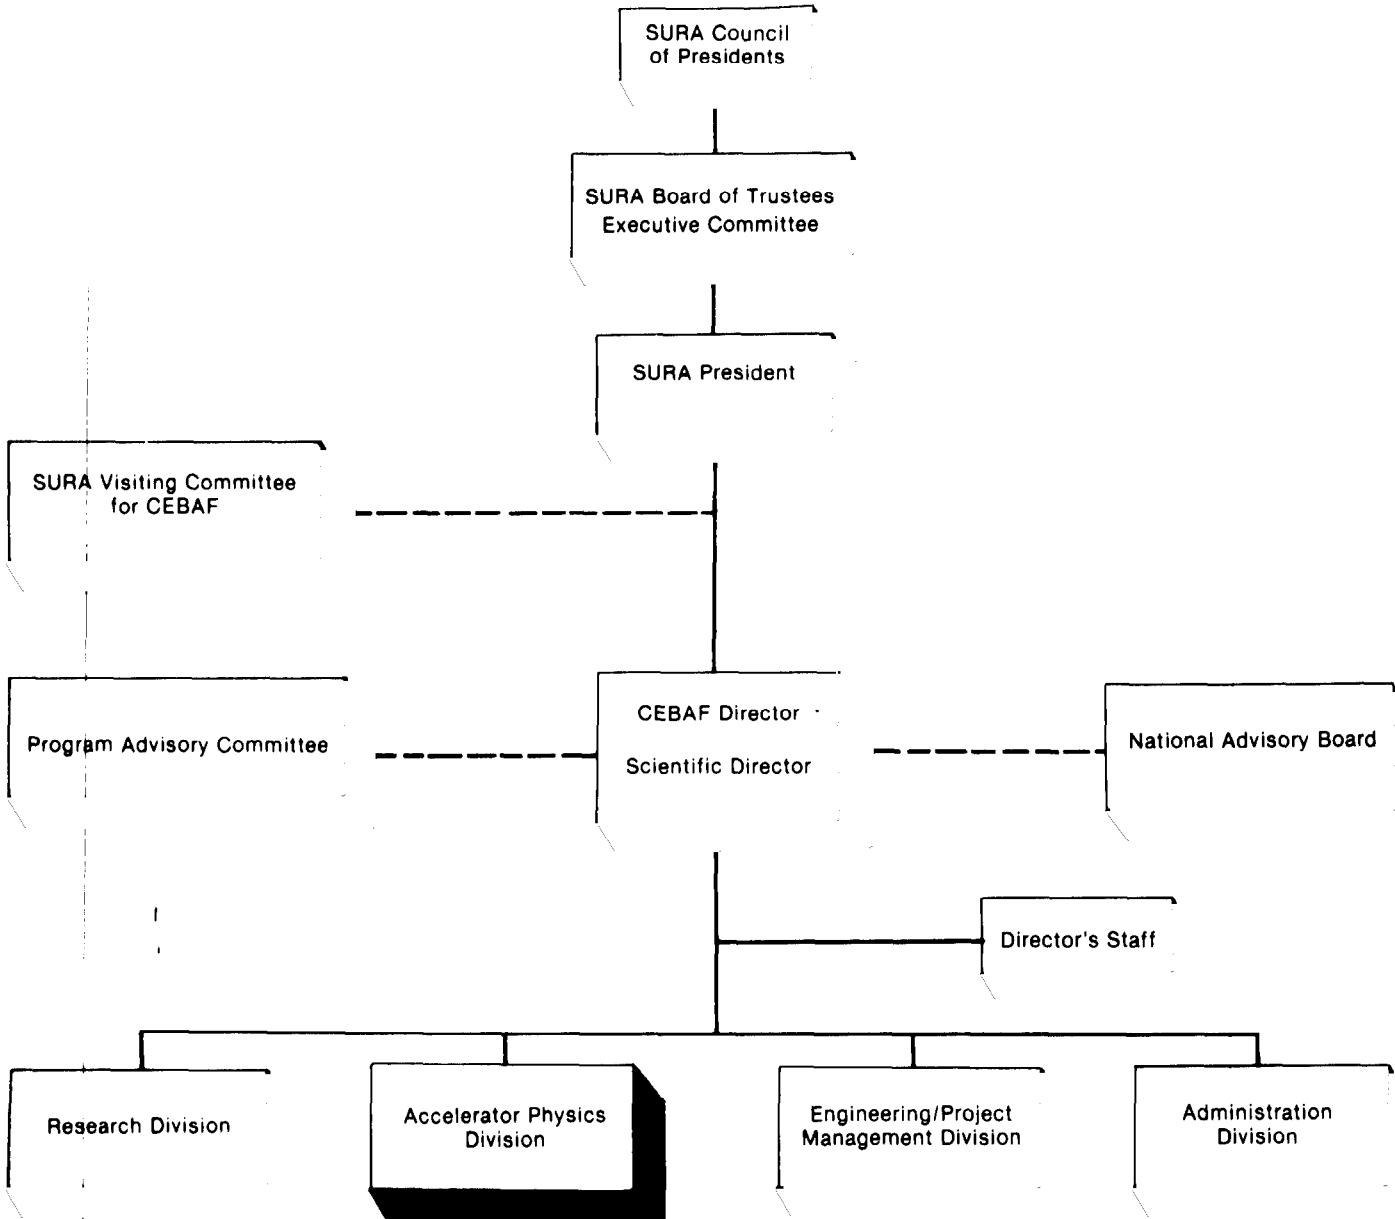 SURA Council
of Presidents
SURA Board of Trustees
Executive Committee
SURA President
SURA Visiting Committee
for CEBAF
Program Advisory Committee
CEBAF Director
Scientific Director
National Advisory Board
Director's Staff
Research Division
Accelerator Physics
Division
Engineering/Project
Management Division
Administration
Division